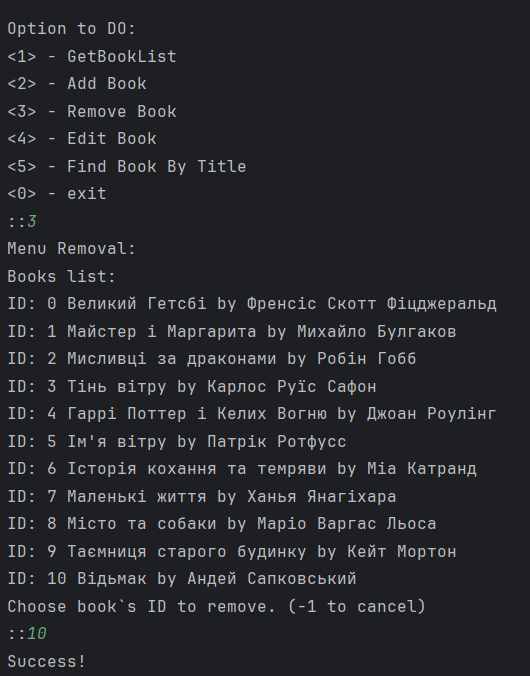 Option to DO:
<1> - GetBookList
<2> - Add Book
<3> - Remove Book
<4> - Edit Book
<5> - Find Book By Title
<0> - exit
::3
Menu Removal:
Books list:
ID: 0 Великий Гетсбі by Френсіс Скотт Фіцджеральд
ID: 1 Майстер і Маргарита by Михайло Булгаков
ID: 2 Мисливці за драконами by Робін Гобб
ID: 3 Тінь вітру by Карлос Руїс Сафон
ID: 4 Гаррі Поттер і Келих Вогню by Джоан Роулінг
ID: 5 Ім'я вітру by Патрік Ротфусс
ID: 6 Історія кохання та темряви by Міа Катранд
ID: 7 Маленькі життя by Ханья Янагіхара
ID: 8 Місто та собаки by Маріо Варгас Льоса
ID: 9 Таємниця старого будинку by Кейт Мортон
ID: 10 Відьмак by Андей Сапковський
Choose book`s ID to remove. (-1 to cancel)
::10
Success!